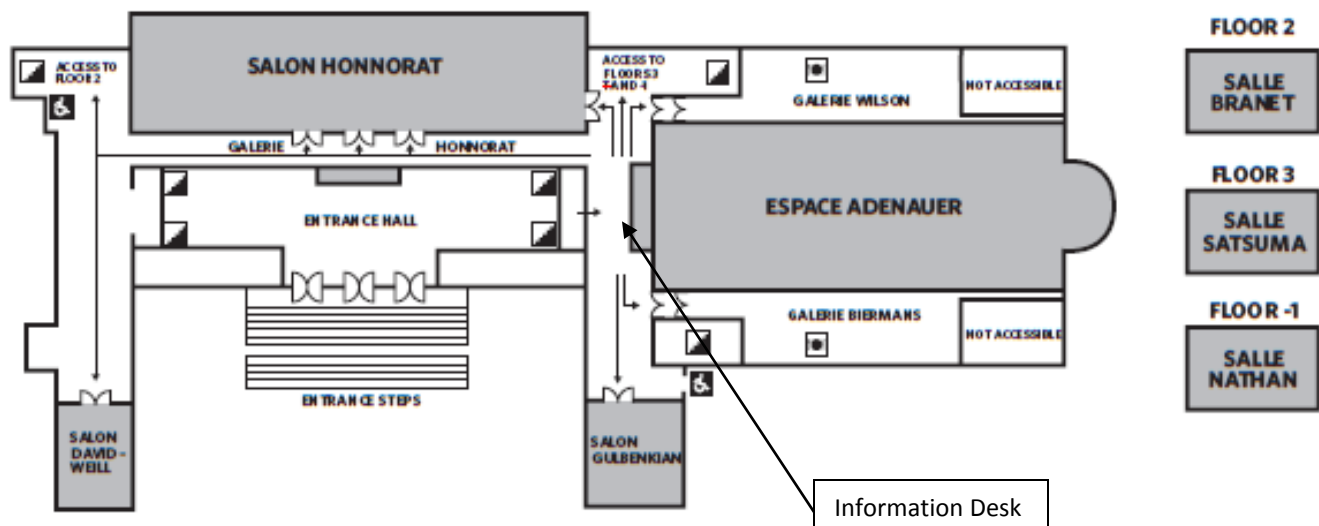 FLOOR 2
SALON HONNORAT
ACCESS TO
FLOOR 2
ACCESS TO
FLOORS 3
AND -1
NOT ACCESSIBLE
SALLE
BRANET
GALERIE WILSON
GALERIE HONNORAT
FLOOR 3
ENTRANCE HALL
ESPACE ADENAUER
SALLE
SATSUMA
GALERIE BIERMANS
NOT ACCESSIBLE
FLOOR -1
SALLE
NATHAN
ENTRANCE STEPS
SALON
DAVID -
WEILL
SALON
GULBENKIAN
Information Desk